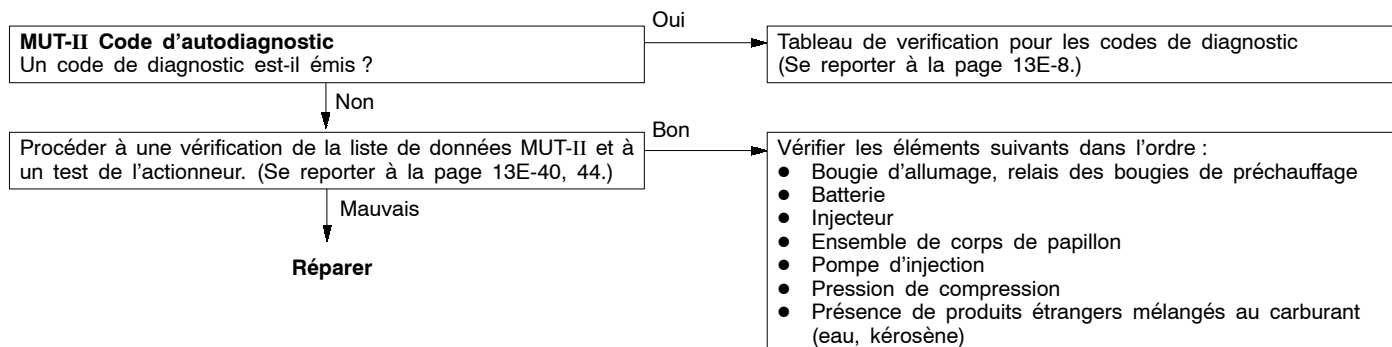 MUT-II Code d'autodiagnostic
Un code de diagnostic est-il émis ?
Oui
Tableau de verification pour les codes de diagnostic
(Se reporter à la page 13E-8.)
Non
Procéder à une vérification de la liste de données MUT-II et à
un test de l'actionneur. (Se reporter à la page 13E-40, 44.)
Bon
Vérifier les éléments suivants dans l'ordre :
● Bougie d'allumage, relais des bougies de préchauffage
● Batterie
● Injecteur
● Ensemble de corps de papillon
● Pompe d'injection
● Pression de compression
● Présence de produits étrangers mélangés au carburant
(eau, kérosène)
Mauvais
Réparer